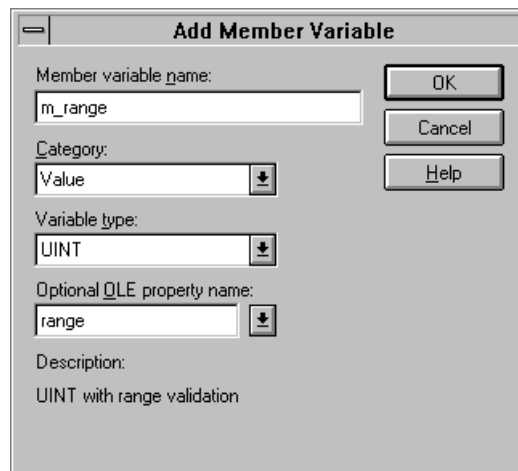 Add Member Variable
Member variable name:
m_range
OK
Cancel
Category:
Value
Help
Variable type:
UINT
Optional OLE property name:
range
Description:
UINT with range validation